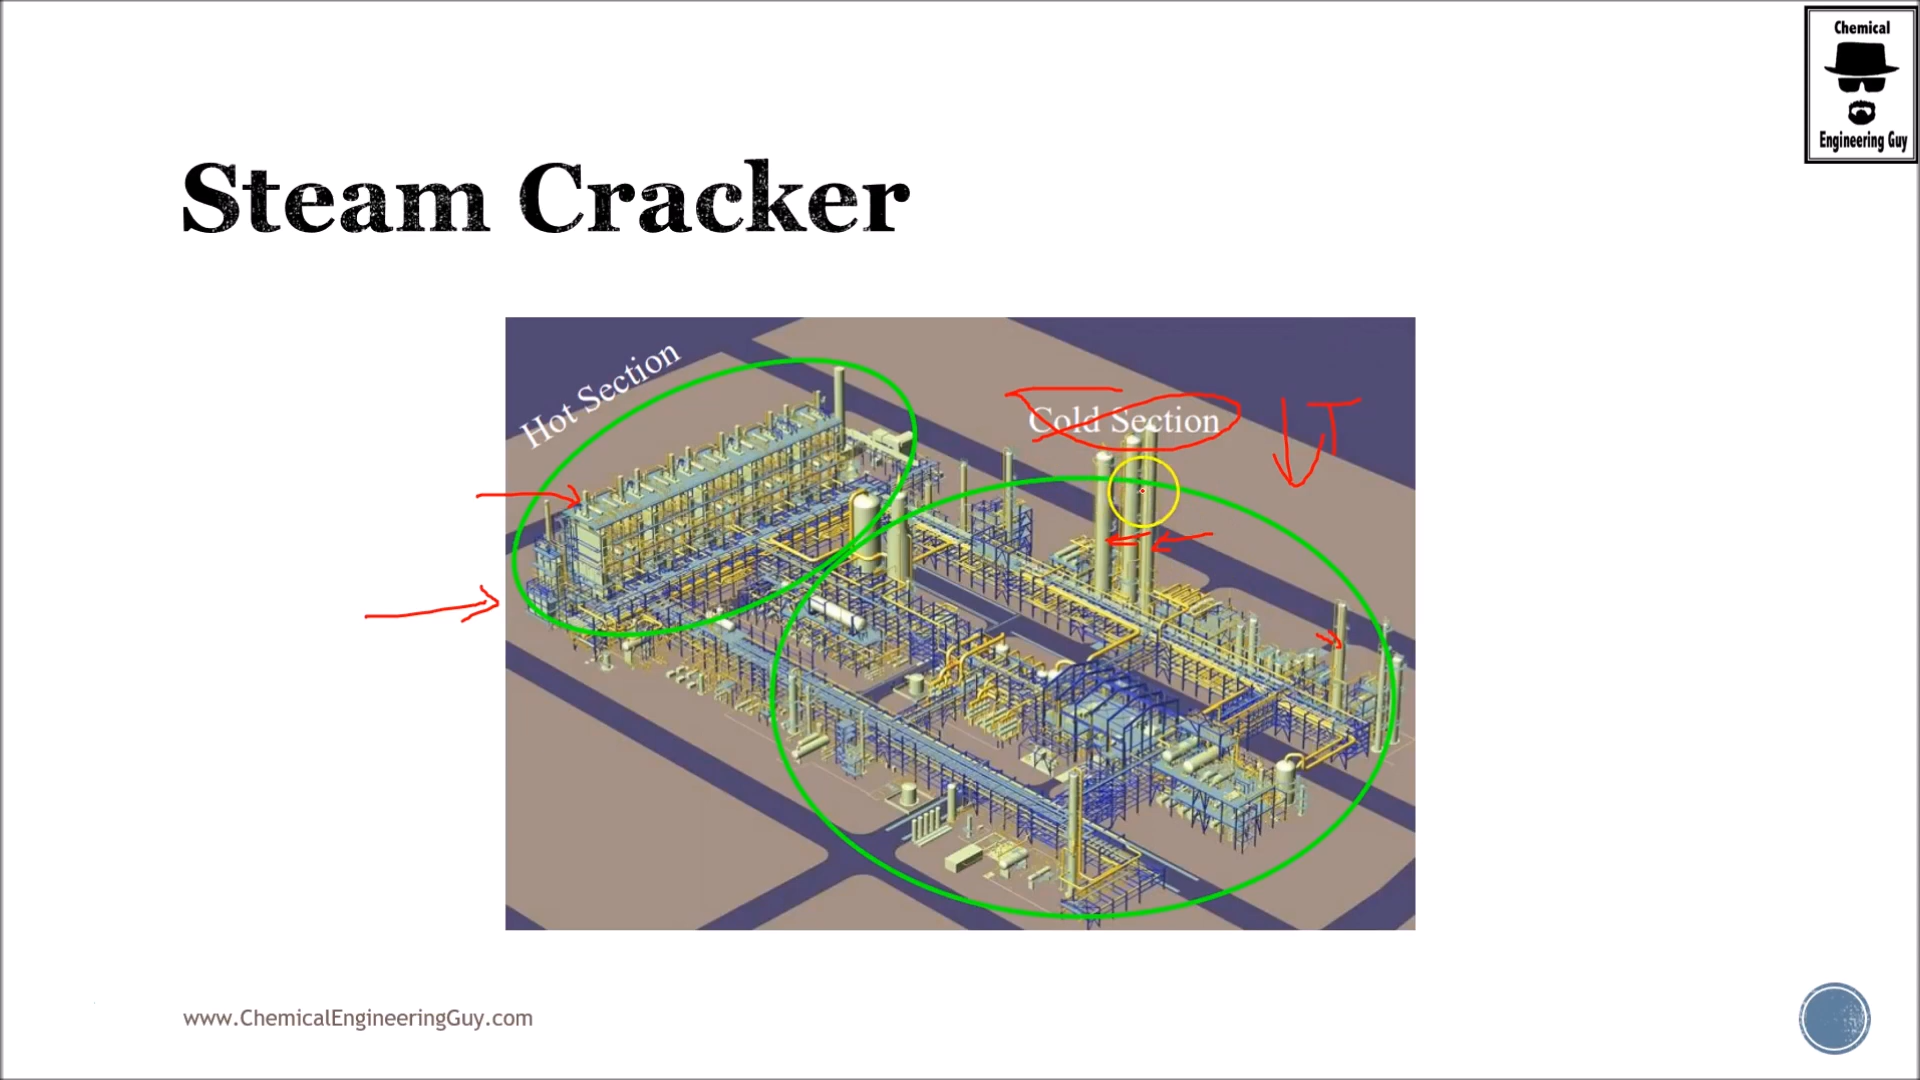 Chemical
Engineering Guy
Steam Cracker
Hot Section
Cold Section
T
www.ChemicalEngineeringGuy.com